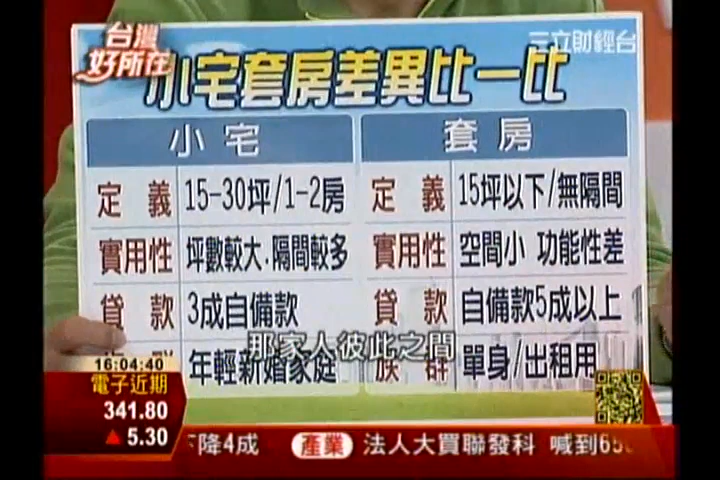 台灣
好所在
三立財經台
小宅套房差異比一比
小宅 套房
定義 15-30坪/1-2房 定義 15坪以下/無隔間
實用性 坪數較大.隔間較多 實用性 空間小 功能性差
貸款 3成自備款 貸款 自備款5成以上
年輕新婚家庭 族群 單身/出租用
那家人彼此之間
16:04:40
電子近期
341.80
▲5.30
下降4成 產業 法人大買聯發科 喊到65